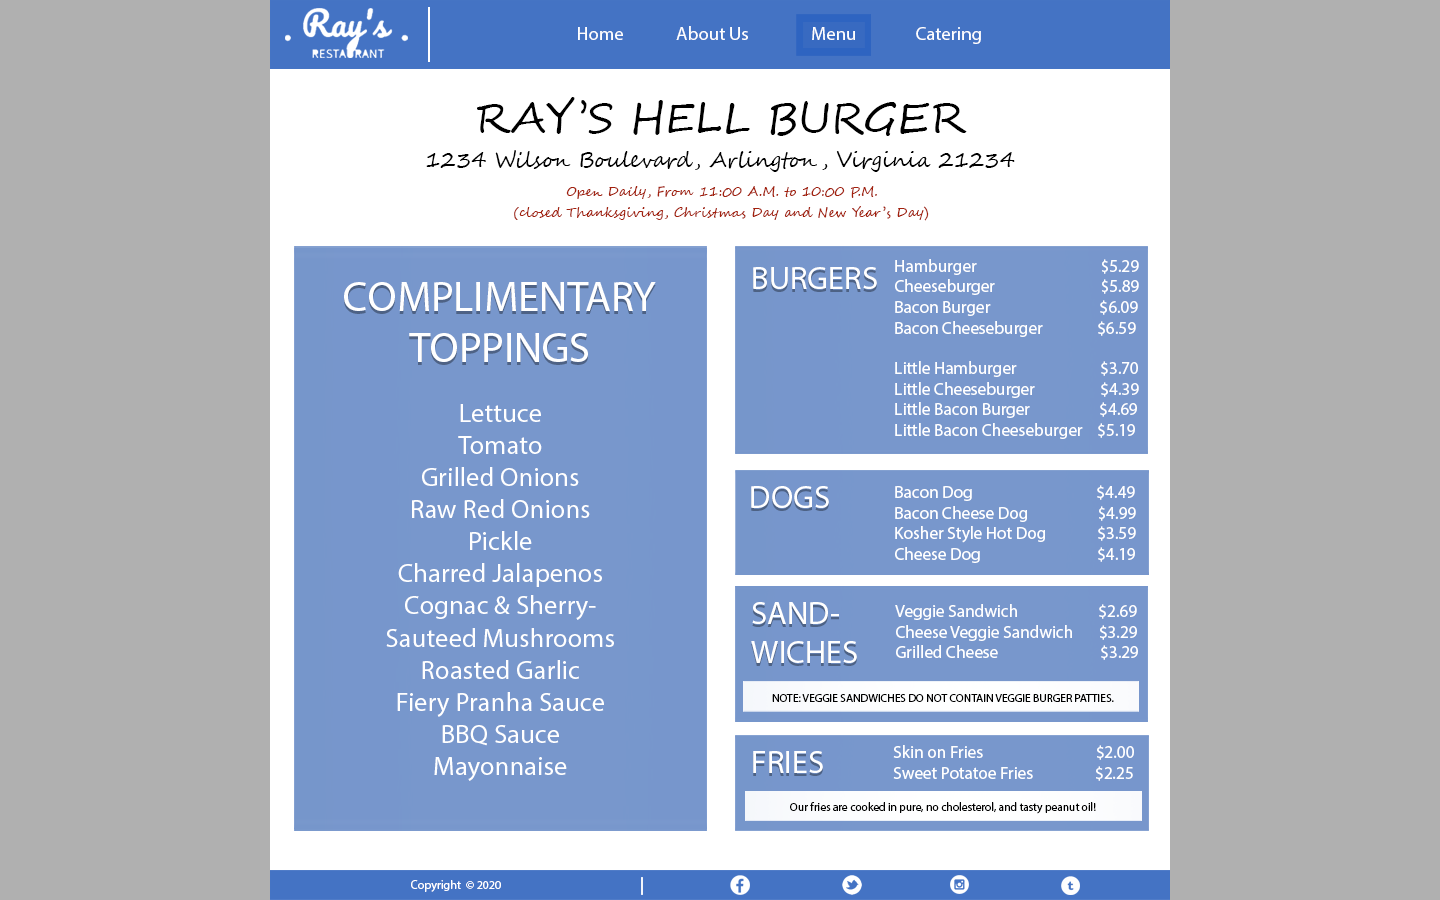 Ray's
RESTAURANT
Home About Us Menu Catering
RAY'S HELL BURGER
1234 Wilson Boulevard, Arlington, Virginia 21234
Open Daily, From 11:00 A.M. to 10:00 P.M.
(closed Thanksgiving, Christmas Day and New Year's Day)
COMPLIMENTARY
TOPPINGS
Lettuce
Tomato
Grilled Onions
Raw Red Onions
Pickle
Charred Jalapenos
Cognac & Sherry-
Sauteed Mushrooms
Roasted Garlic
Fiery Pranha Sauce
BBQ Sauce
Mayonnaise
BURGERS
Hamburger $5.29
Cheeseburger $5.89
Bacon Burger $6.09
Bacon Cheeseburger $6.59
Little Hamburger $3.70
Little Cheeseburger $4.39
Little Bacon Burger $4.69
Little Bacon Cheeseburger $5.19
DOGS
Bacon Dog $4.49
Bacon Cheese Dog $4.99
Kosher Style Hot Dog $3.59
Cheese Dog $4.19
SAND-
WICHES
Veggie Sandwich $2.69
Cheese Veggie Sandwich $3.29
Grilled Cheese $3.29
NOTE: VEGGIE SANDWICHES DO NOT CONTAIN VEGGIE BURGER PATTIES.
FRIES
Skin on Fries $2.00
Sweet Potatoe Fries $2.25
Our fries are cooked in pure, no cholesterol, and tasty peanut oil!
Copyright © 2020